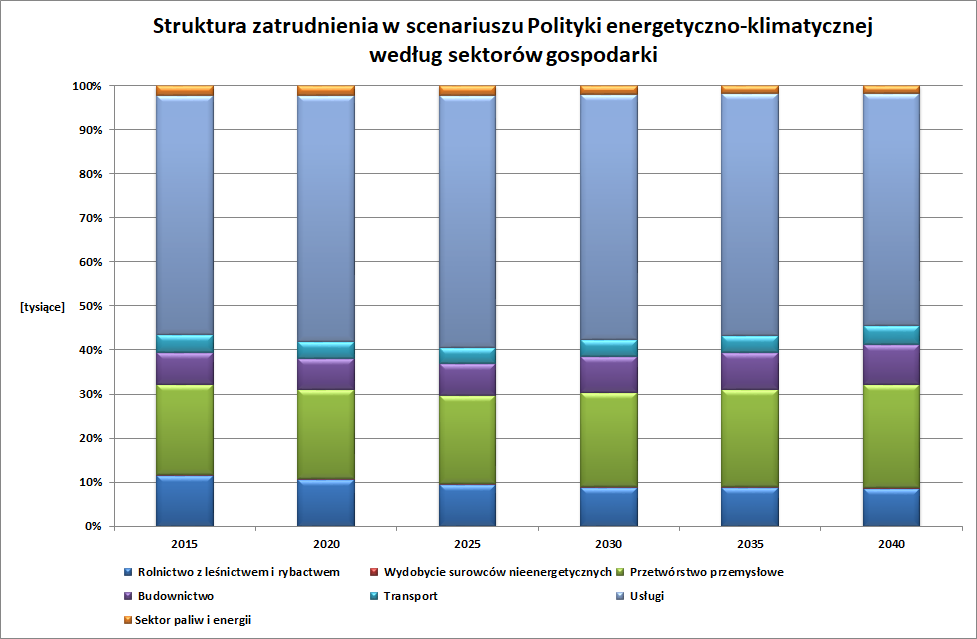 Struktura zatrudnienia w scenariuszu Polityki energetyczno-klimatycznej
według sektorów gospodarki
100%
90%
80%
70%
60%
[tysiące] 50%
40%
30%
20%
10%
0%
2015 2020 2025 2030 2035 2040
Rolnictwo z leśnictwem i rybactwem Wydobycie surowców nieenergetycznych Przetwórstwo przemysłowe
Budownictwo Transport Usługi
Sektor paliw i energii